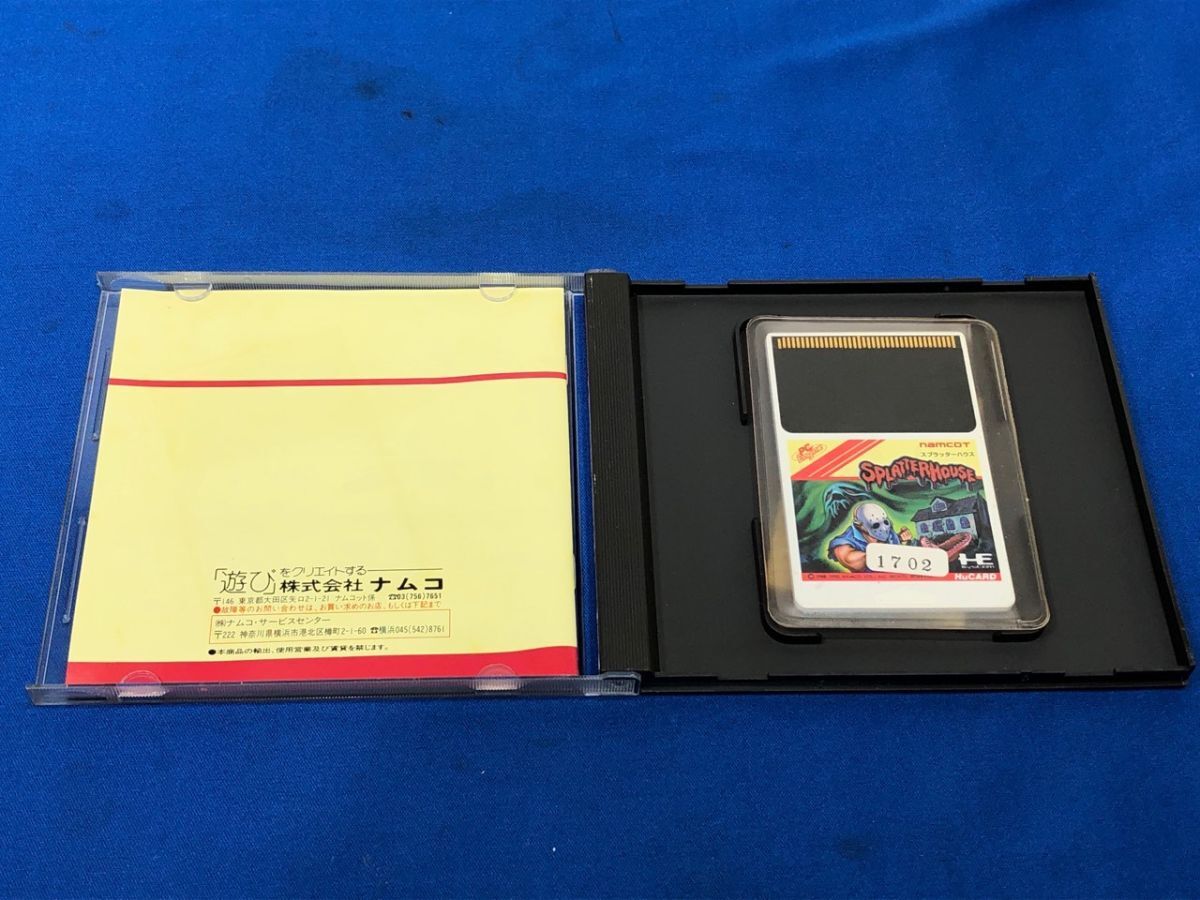 「遊び」をクリエイトする
株式会社 ナムコ
〒146 東京都大田区矢口2-1-21 ナムコット係 ☎03(756)7651
●故障等のお問い合わせは、お買い求めのお店、もしくは下記まで
㈱ナムコ・サービスセンター
〒222 神奈川県横浜市港北区樽町2-1-60 ☎横浜045(542)8761
●本商品の輸出、使用営業及び賃貸を禁じます。
PC Engine
namcoT
スプラッターハウス
SPLATTERHOUSE
1702
HE
HuCARD